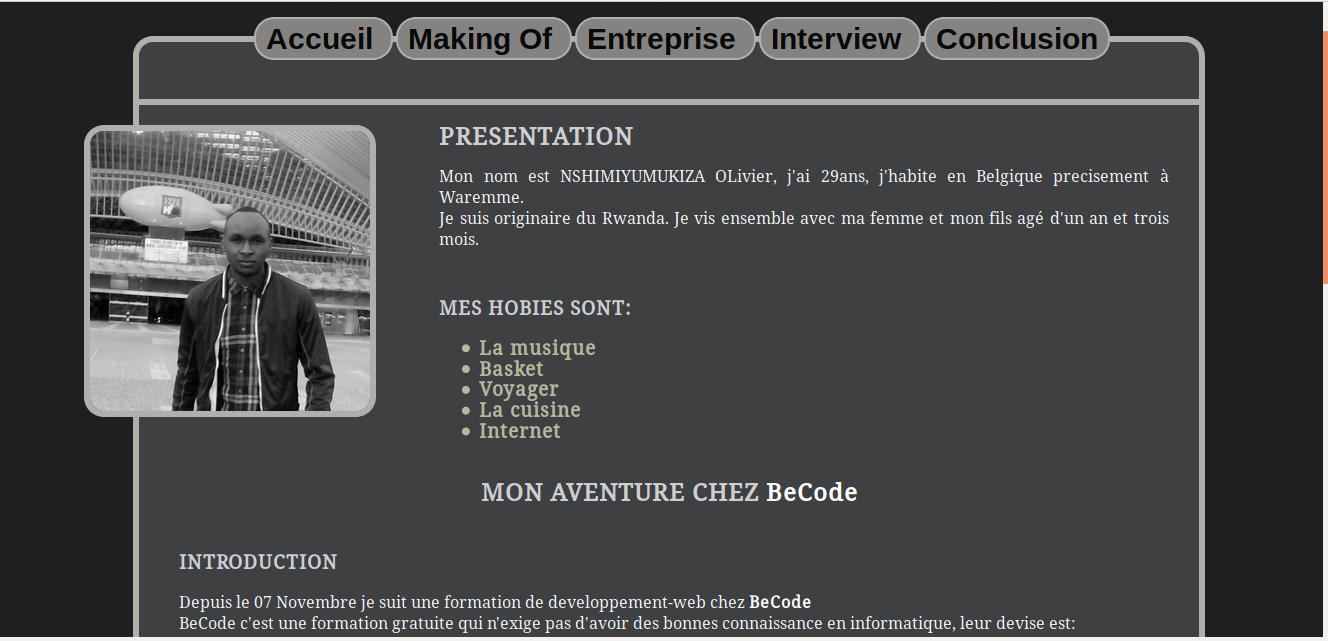 Accueil Making Of Entreprise Interview Conclusion
PRESENTATION
Mon nom est NSHIMIYUMUKIZA OLivier, j'ai 29ans, j'habite en Belgique precisement à
Waremme.
Je suis originaire du Rwanda. Je vis ensemble avec ma femme et mon fils agé d'un an et trois
mois.
MES HOBIES SONT:
La musique
Basket
Voyager
La cuisine
Internet
MON AVENTURE CHEZ BeCode
INTRODUCTION
Depuis le 07 Novembre je suit une formation de developpement-web chez BeCode
BeCode c'est une formation gratuite qui n'exige pas d'avoir des bonnes connaissance en informatique, leur devise est: